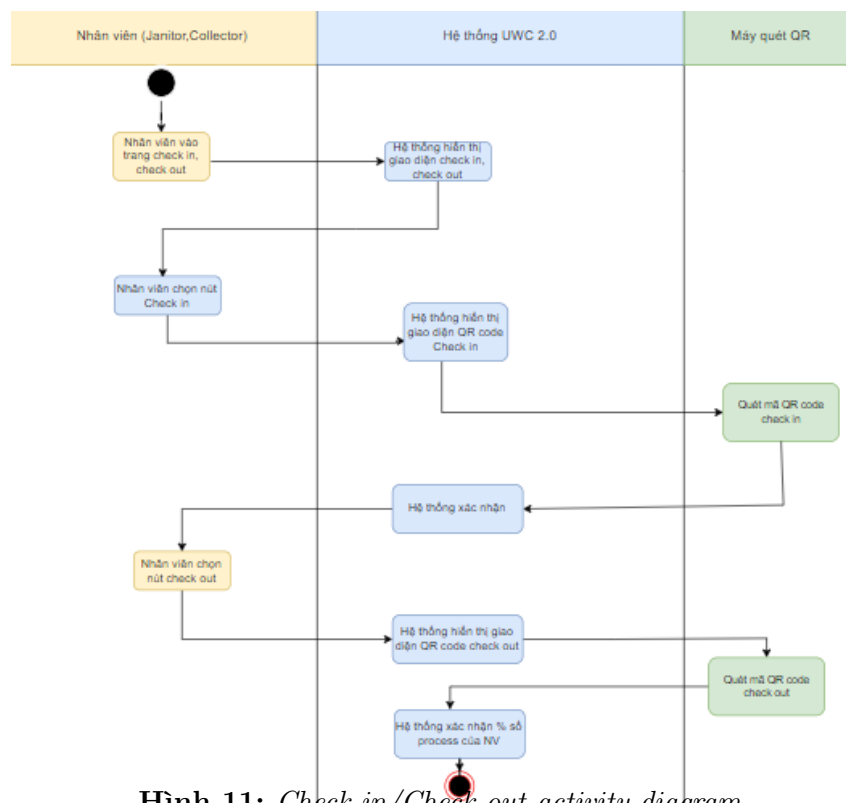 Nhân viên (Janitor,Collector)
Hệ thống UWC 2.0
Máy quét QR
Nhân viên vào
trang check in,
check out
Hệ thống hiển thị
giao diện check in,
check out
Nhân viên chọn nút
Check in
Hệ thống hiển thị
giao diện QR code
Check in
Quét mã QR code
check in
Hệ thống xác nhận
Nhân viên chọn
nút check out
Hệ thống hiển thị giao
diện QR code check out
Quét mã QR code
check out
Hệ thống xác nhận % số
process của NV
Hình 11: Check in/Check out activity diagram